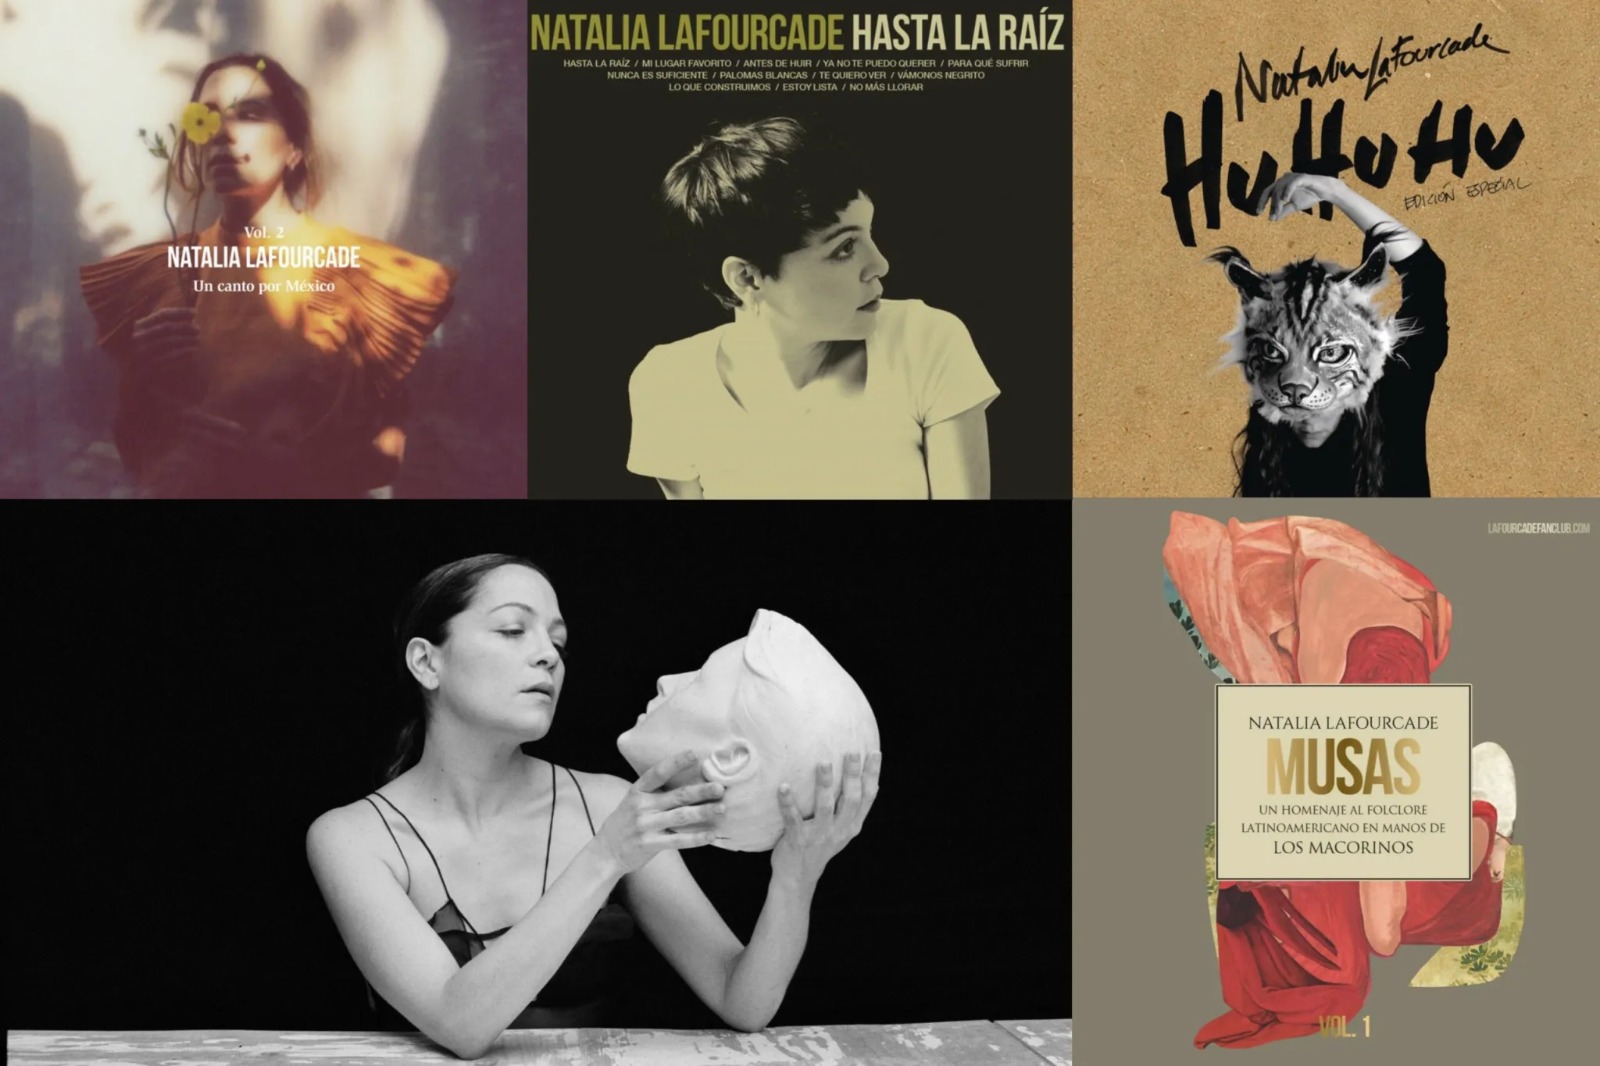 Vol. 2
NATALIA LAFOURCADE
Un canto por México
NATALIA LAFOURCADE HASTA LA RAÍZ
HASTA LA RAÍZ / MI LUGAR FAVORITO / ANTES DE HUIR / YA NO TE PUEDO QUERER / PARA QUÉ SUFRIR
NUNCA ES SUFICIENTE / PALOMAS BLANCAS / TE QUIERO VER / VÁMONOS NEGRITO
LO QUE CONSTRUIMOS / ESTOY LISTA / NO MÁS LLORAR
Natalia LaFourcade
HuHuHu
EDICIÓN ESPECIAL
LAFOURCADEFANCLUB.COM
NATALIA LAFOURCADE
MUSAS
UN HOMENAJE AL FOLCLORE
LATINOAMERICANO EN MANOS DE
LOS MACORINOS
VOL. 1